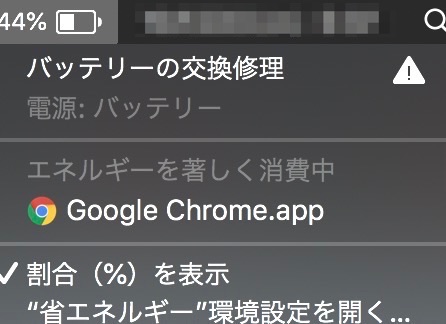 44%
バッテリーの交換修理
電源: バッテリー
エネルギーを著しく消費中
Google Chrome.app
✓ 割合（%）を表示
“省エネルギー”環境設定を開く...